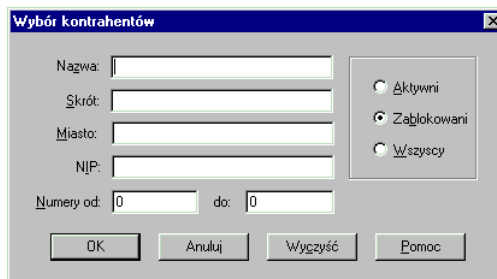 Wybór kontrahentów
Nazwa:
Skrót:
Miasto:
NIP:
Numery od: 0 do: 0
Aktywni
Zablokowani
Wszyscy
OK Anuluj Wyczyść Pomoc